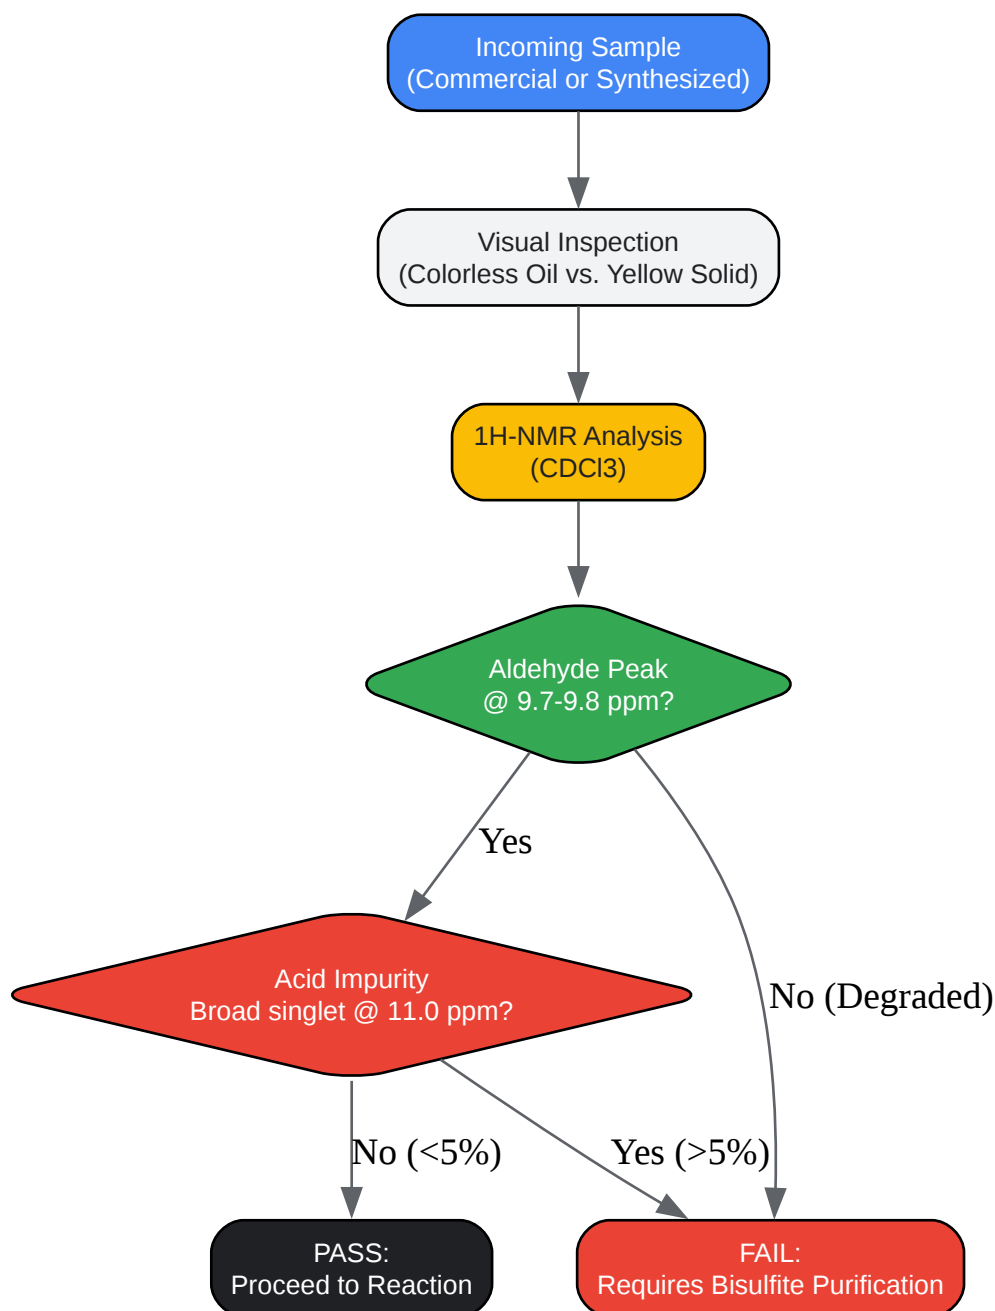 Incoming Sample
(Commercial or Synthesized)
Visual Inspection
(Colorless Oil vs. Yellow Solid)
1H-NMR Analysis
(CDCl3)
Aldehyde Peak
@ 9.7-9.8 ppm?
Yes
No (Degraded)
Acid Impurity
Broad singlet @ 11.0 ppm?
No (<5%)
Yes (>5%)
PASS:
Proceed to Reaction
FAIL:
Requires Bisulfite Purification